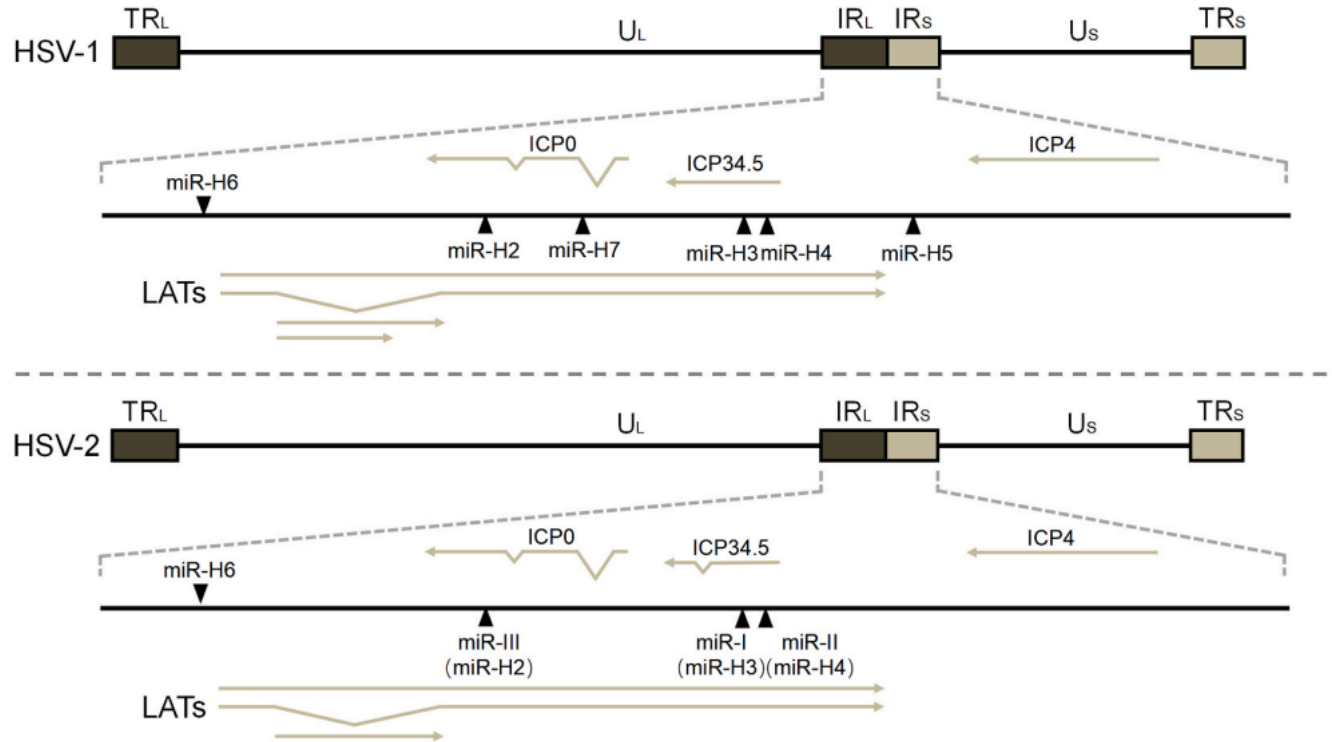 TRL UL IRL IRS US TRS
HSV-1
ICP0 ICP34.5 ICP4
miR-H6
miR-H2 miR-H7 miR-H3 miR-H4 miR-H5
LATs
TRL UL IRL IRS US TRS
HSV-2
ICP0 ICP34.5 ICP4
miR-H6
miR-III miR-I miR-II
(miR-H2) (miR-H3) (miR-H4)
LATs